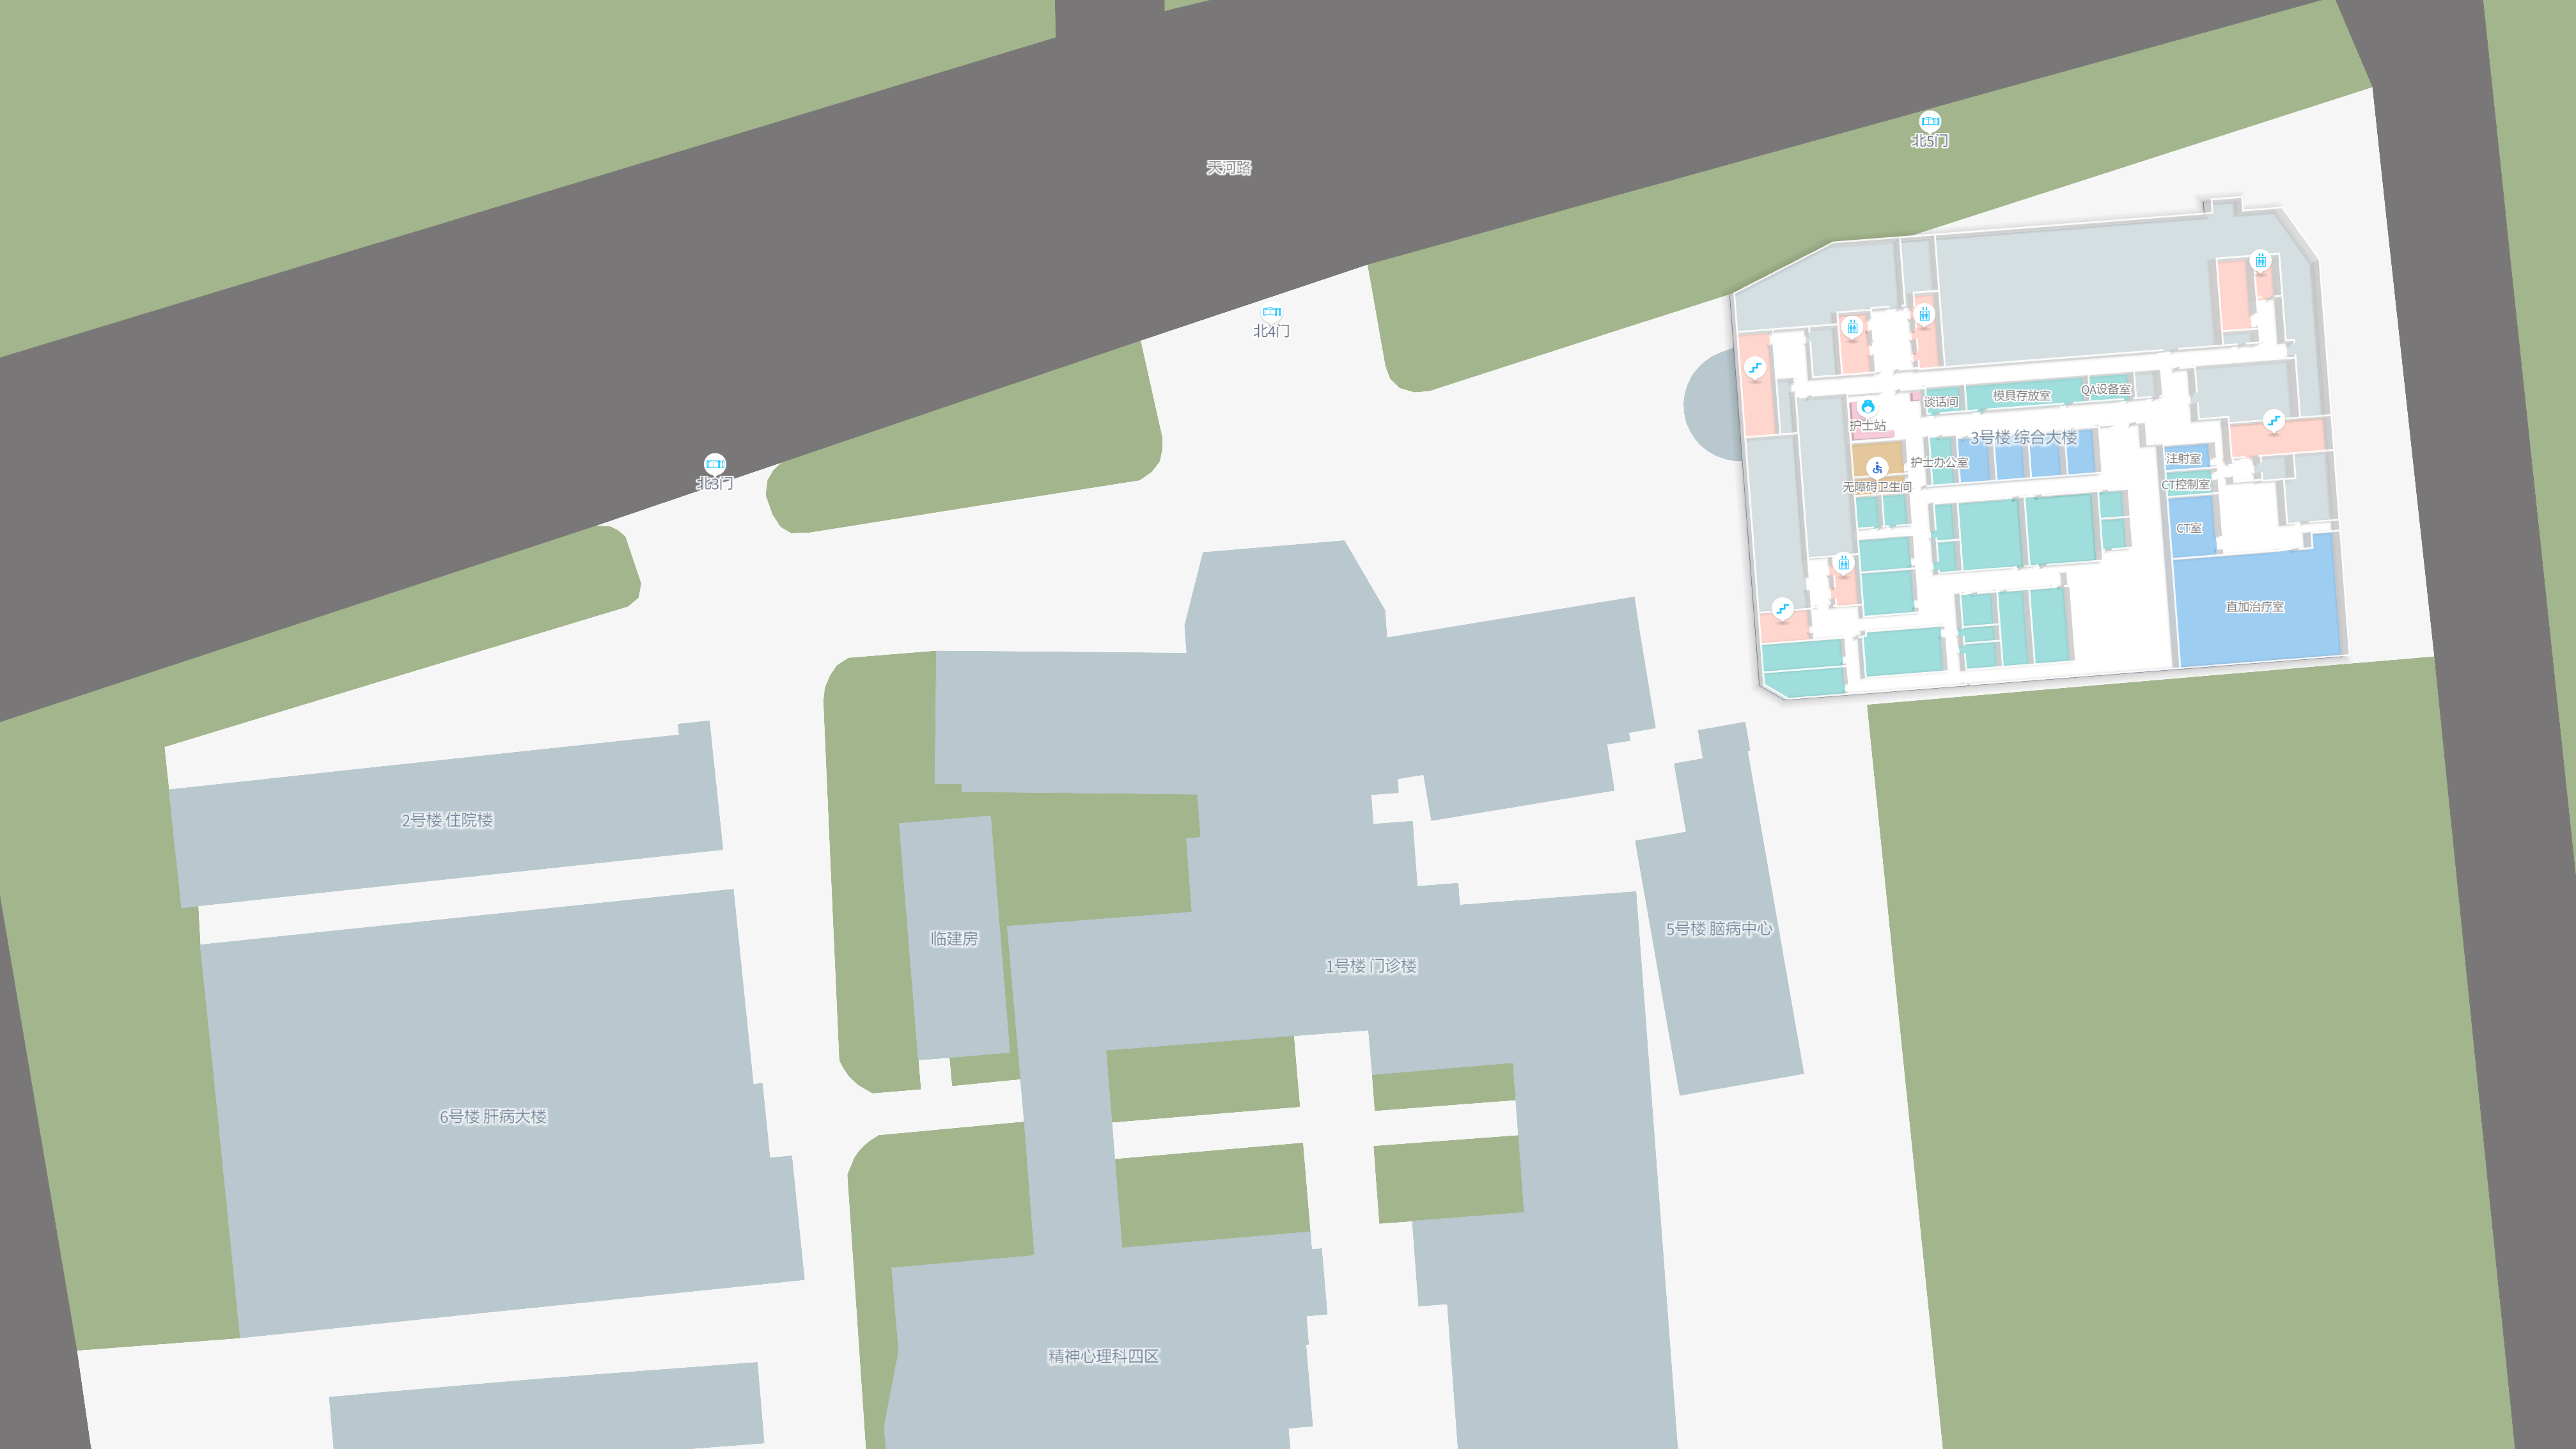 北5门
天河路
北4门
谈话间
模具存放室
QA设备室
护士站
3号楼 综合大楼
护士办公室
注射室
无障碍卫生间
CT控制室
北3门
CT室
直加治疗室
2号楼 住院楼
临建房
5号楼 脑病中心
1号楼 门诊楼
6号楼 肝病大楼
精神心理科四区